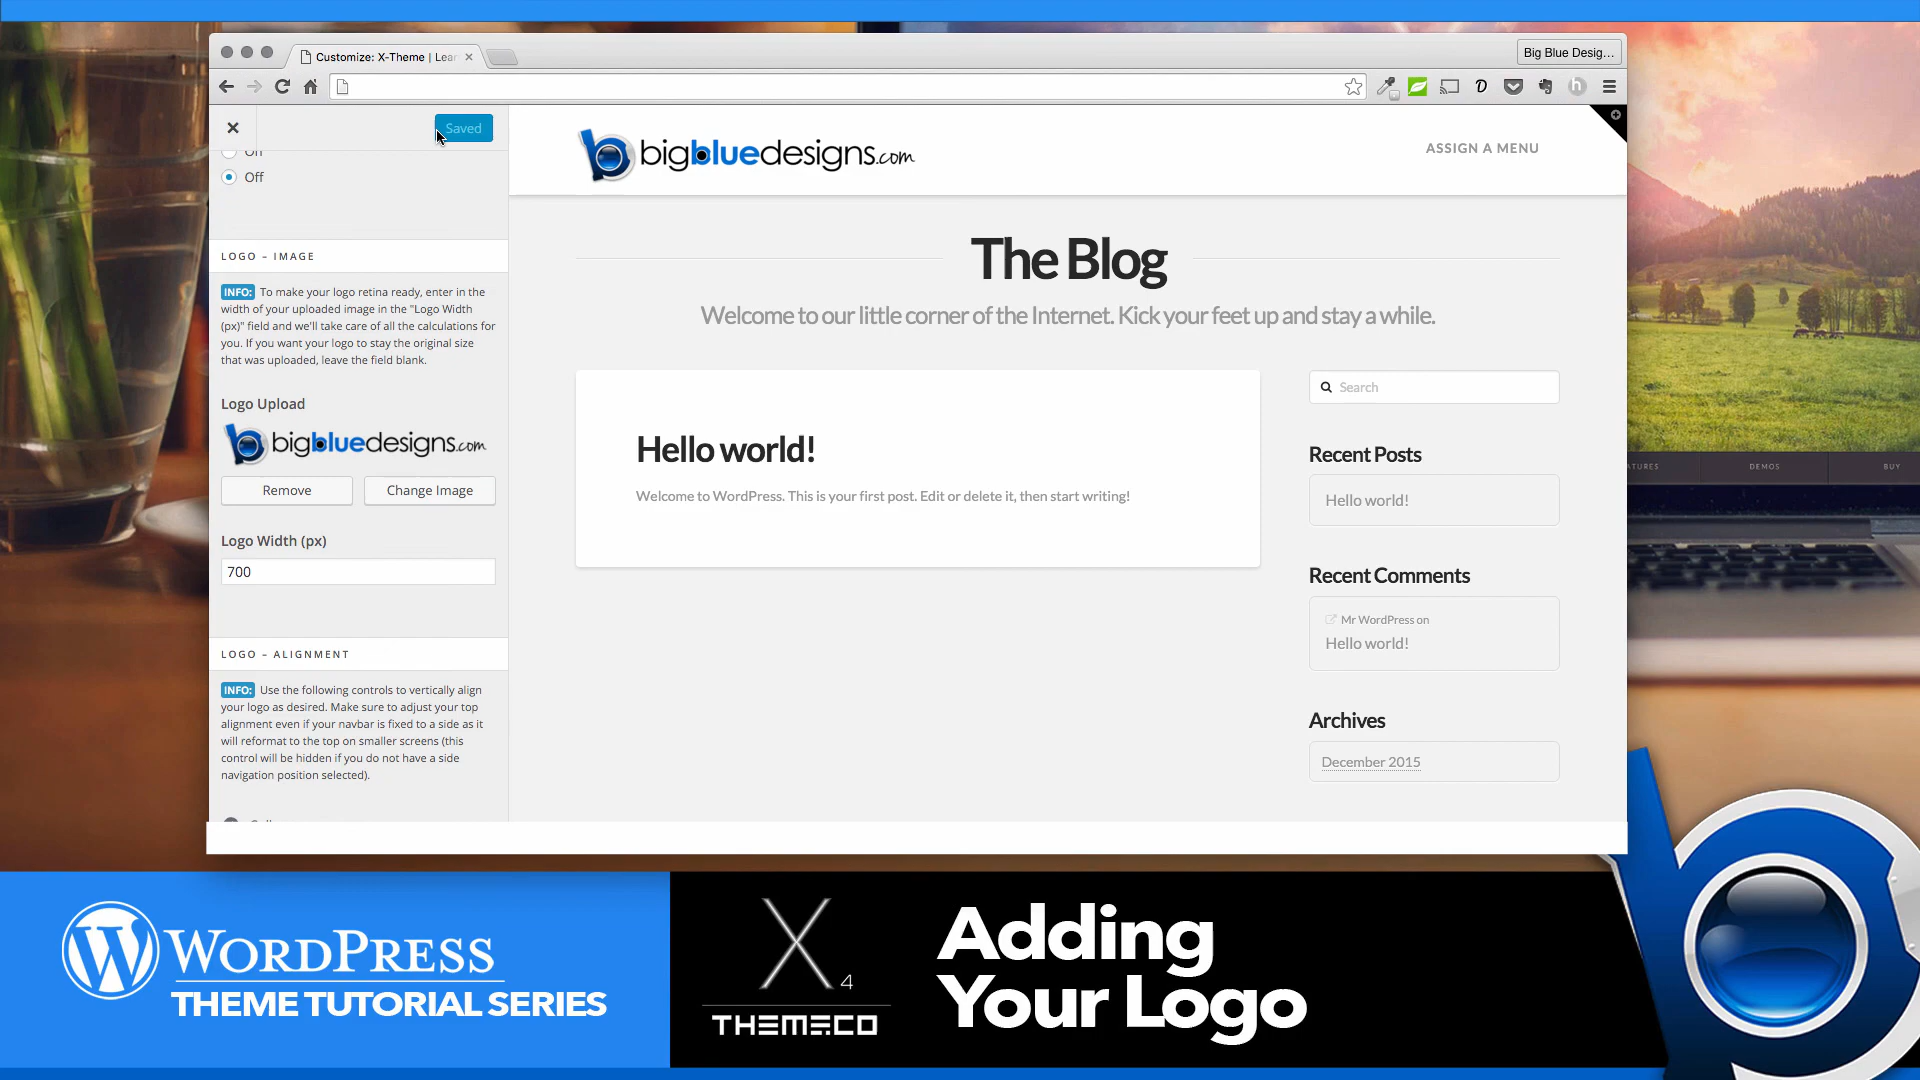 Customize: X-Theme | Lear
Big Blue Desig...
Saved
Off
LOGO – IMAGE
INFO: To make your logo retina ready, enter in the
width of your uploaded image in the "Logo Width
(px)" field and we'll take care of all the calculations for
you. If you want your logo to stay the original size
that was uploaded, leave the field blank.
Logo Upload
bigbluedesigns.com
Remove
Change Image
Logo Width (px)
700
LOGO – ALIGNMENT
INFO: Use the following controls to vertically align
your logo as desired. Make sure to adjust your top
alignment even if your navbar is fixed to a side as it
will reformat to the top on smaller screens (this
control will be hidden if you do not have a side
navigation position selected).
bigbluedesigns.com
ASSIGN A MENU
The Blog
Welcome to our little corner of the Internet. Kick your feet up and stay a while.
Hello world!
Welcome to WordPress. This is your first post. Edit or delete it, then start writing!
Search
Recent Posts
Hello world!
Recent Comments
Mr WordPress on
Hello world!
Archives
December 2015
DEMOS
BUY
WORDPRESS
THEME TUTORIAL SERIES
X
4
THEMECO
Adding
Your Logo